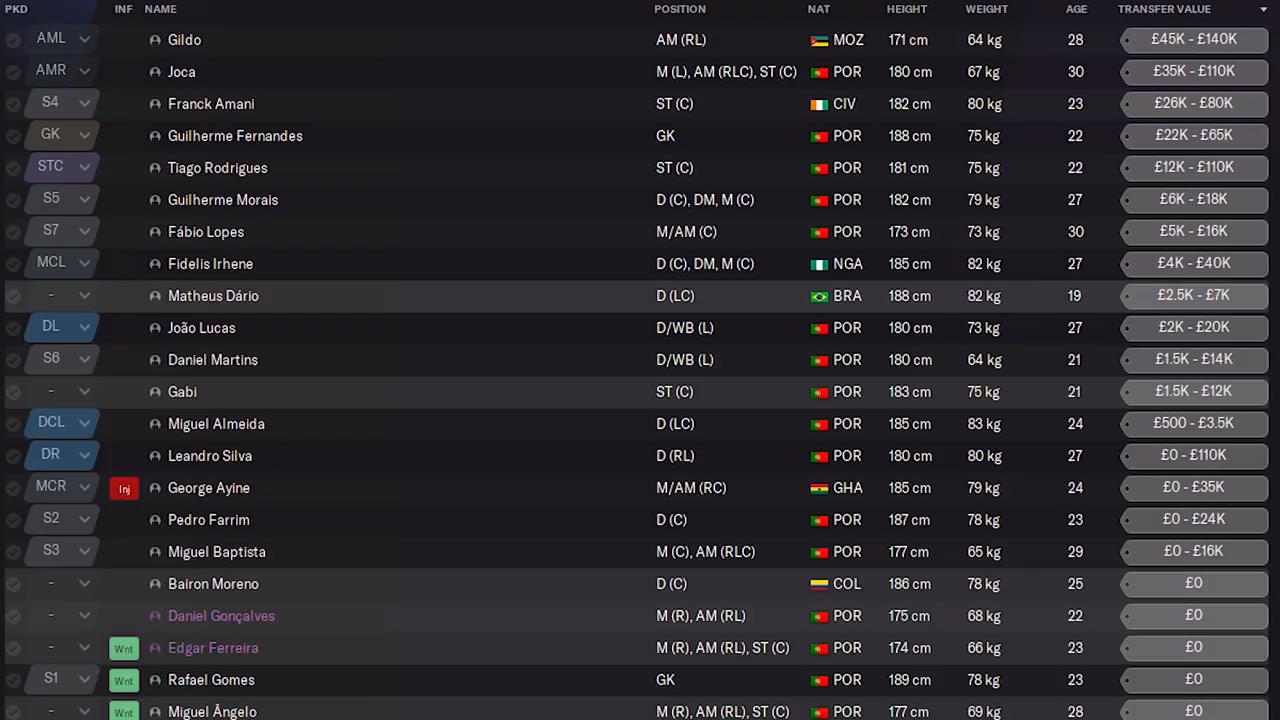 PKD INF NAME POSITION NAT HEIGHT WEIGHT AGE TRANSFER VALUE
AML Gildo AM (RL) MOZ 171 cm 64 kg 28 £45K - £140K
AMR Joca M (L), AM (RLC), ST (C) POR 180 cm 67 kg 30 £35K - £110K
S4 Franck Amani ST (C) CIV 182 cm 80 kg 23 £26K - £80K
GK Guilherme Fernandes GK POR 188 cm 75 kg 22 £22K - £65K
STC Tiago Rodrigues ST (C) POR 181 cm 75 kg 22 £12K - £110K
S5 Guilherme Morais D (C), DM, M (C) POR 182 cm 79 kg 27 £6K - £18K
S7 Fábio Lopes M/AM (C) POR 173 cm 73 kg 30 £5K - £16K
MCL Fidelis Irhene D (C), DM, M (C) NGA 185 cm 82 kg 27 £4K - £40K
- Matheus Dário D (LC) BRA 188 cm 82 kg 19 £2.5K - £7K
DL João Lucas D/WB (L) POR 180 cm 73 kg 27 £2K - £20K
S6 Daniel Martins D/WB (L) POR 180 cm 64 kg 21 £1.5K - £14K
- Gabi ST (C) POR 183 cm 75 kg 21 £1.5K - £12K
DCL Miguel Almeida D (LC) POR 185 cm 83 kg 24 £500 - £3.5K
DR Leandro Silva D (RL) POR 180 cm 80 kg 27 £0 - £110K
MCR Inj George Ayine M/AM (RC) GHA 185 cm 79 kg 24 £0 - £35K
S2 Pedro Farrim D (C) POR 187 cm 78 kg 23 £0 - £24K
S3 Miguel Baptista M (C), AM (RLC) POR 177 cm 65 kg 29 £0 - £16K
- Bairon Moreno D (C) COL 186 cm 78 kg 25 £0
- Daniel Gonçalves M (R), AM (RL) POR 175 cm 68 kg 22 £0
- Wnt Edgar Ferreira M (R), AM (RL), ST (C) POR 174 cm 66 kg 23 £0
S1 Wnt Rafael Gomes GK POR 189 cm 78 kg 23 £0
- Wnt Miguel Ângelo M (R), AM (RL), ST (C) POR 177 cm 69 kg 28 £0